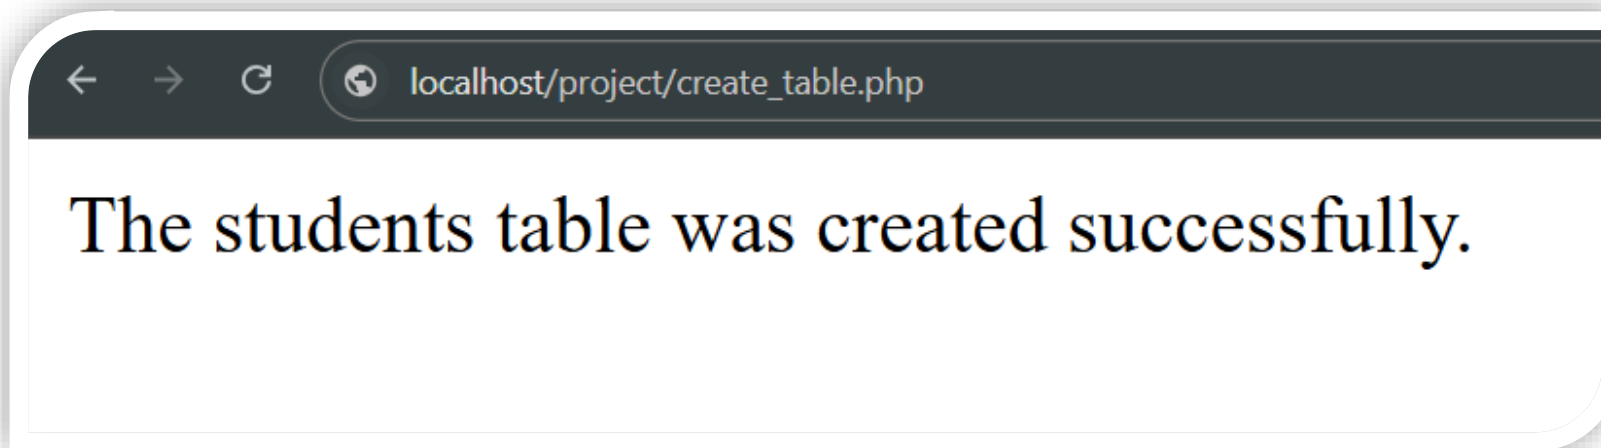 localhost/project/create_table.php
The students table was created successfully.